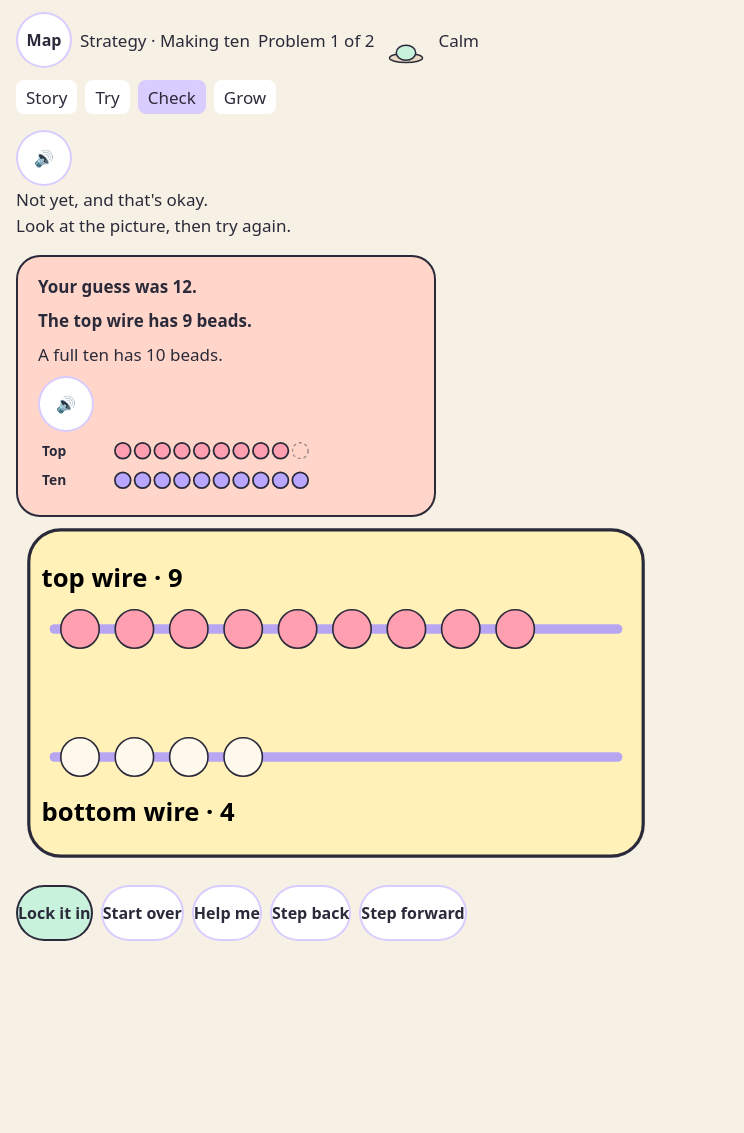 Map Strategy · Making ten Problem 1 of 2 Calm
Story Try Check Grow
Not yet, and that's okay.
Look at the picture, then try again.
Your guess was 12.
The top wire has 9 beads.
A full ten has 10 beads.
Top
Ten
top wire · 9
bottom wire · 4
Lock it in Start over Help me Step back Step forward